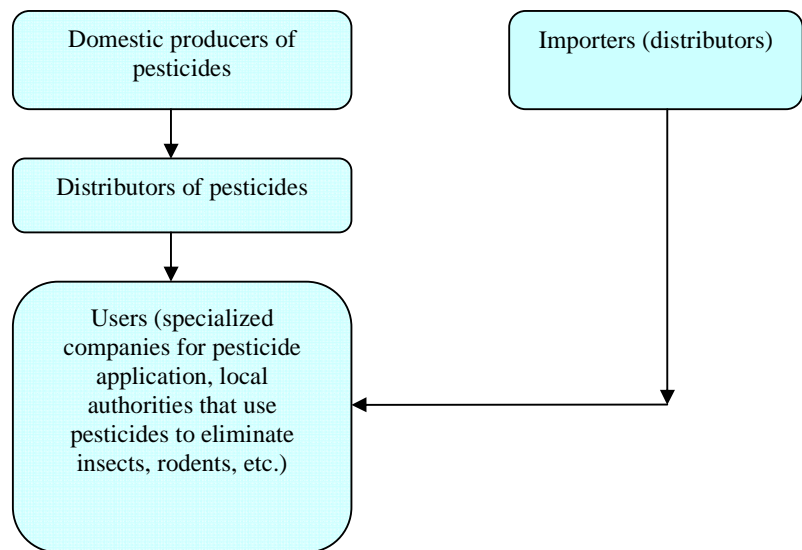 Domestic producers of
pesticides
Importers (distributors)
Distributors of pesticides
Users (specialized
companies for pesticide
application, local
authorities that use
pesticides to eliminate
insects, rodents, etc.)